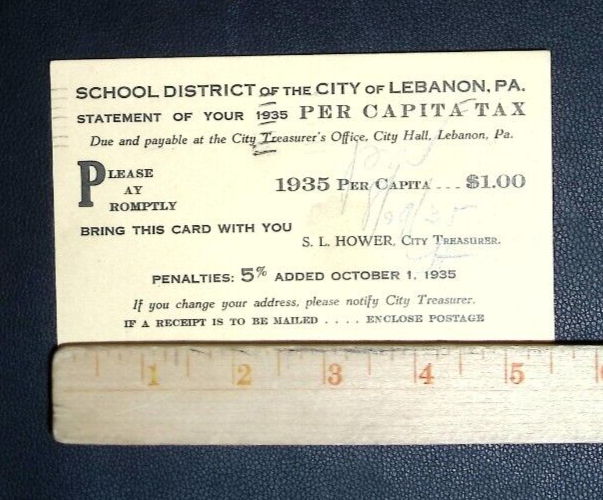 SCHOOL DISTRICT OF THE CITY OF LEBANON, PA.
STATEMENT OF YOUR 1935 PER CAPITA TAX
Due and payable at the City Treasurer's Office, City Hall, Lebanon, Pa.
PLEASE
PAY
PROMPTLY
1935 PER CAPITA ... $1.00
BRING THIS CARD WITH YOU
S. L. HOWER, CITY TREASURER.
PENALTIES: 5% ADDED OCTOBER 1, 1935
If you change your address, please notify City Treasurer.
IF A RECEIPT IS TO BE MAILED .... ENCLOSE POSTAGE
1 2 3 4 5